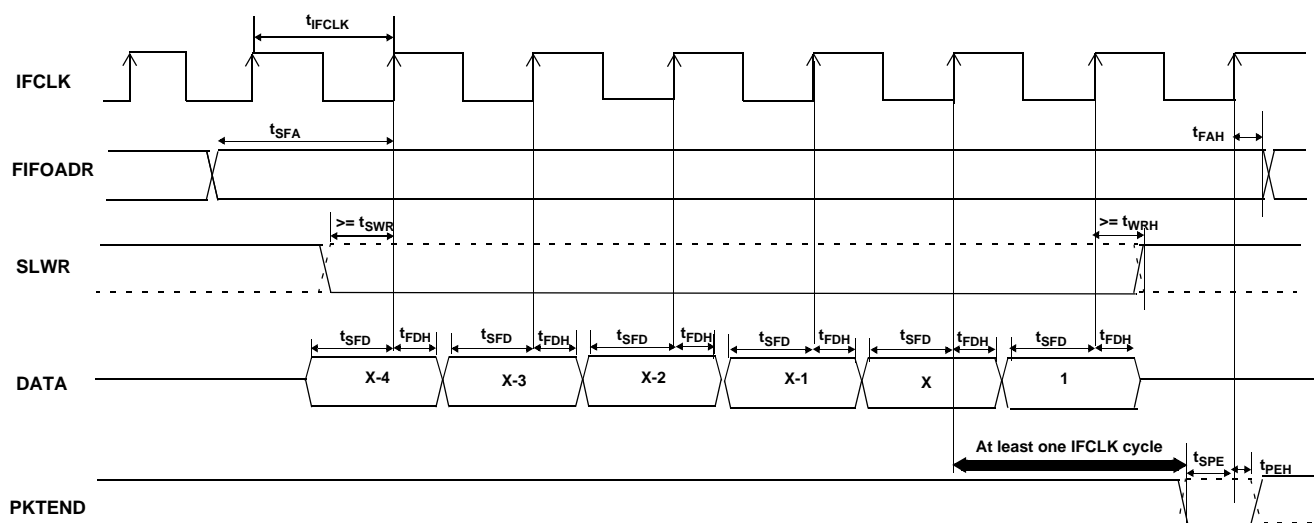 tIFCLK
IFCLK
tSFA
tFAH
FIFOADR
>= tSWR
>= tWRH
SLWR
tSFD tFDH tSFD tFDH tSFD tFDH tSFD tFDH tSFD tFDH tSFD tFDH
DATA X-4 X-3 X-2 X-1 X 1
At least one IFCLK cycle tSPE tPEH
PKTEND